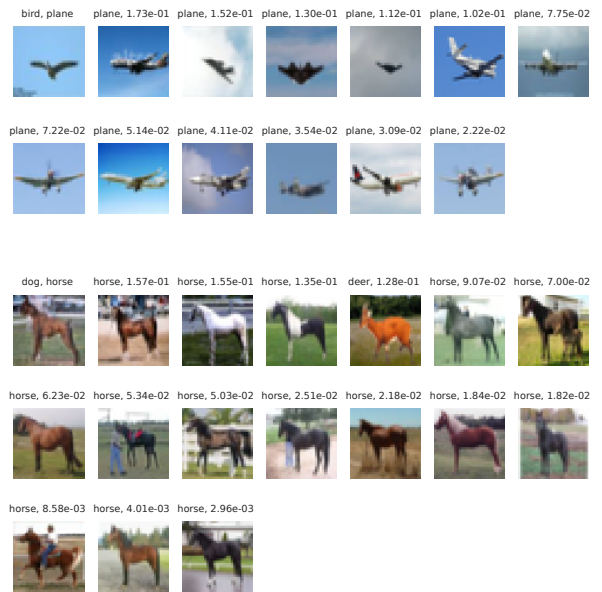 bird, plane plane, 1.73e-01 plane, 1.52e-01 plane, 1.30e-01 plane, 1.12e-01 plane, 1.02e-01 plane, 7.75e-02
plane, 7.22e-02 plane, 5.14e-02 plane, 4.11e-02 plane, 3.54e-02 plane, 3.09e-02 plane, 2.22e-02
dog, horse horse, 1.57e-01 horse, 1.55e-01 horse, 1.35e-01 deer, 1.28e-01 horse, 9.07e-02 horse, 7.00e-02
horse, 6.23e-02 horse, 5.34e-02 horse, 5.03e-02 horse, 2.51e-02 horse, 2.18e-02 horse, 1.84e-02 horse, 1.82e-02
horse, 8.58e-03 horse, 4.01e-03 horse, 2.96e-03